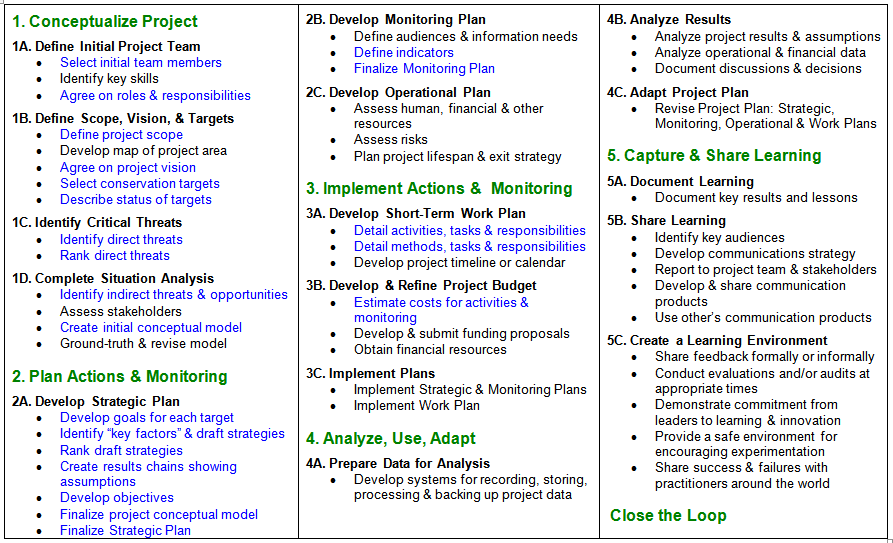 1. Conceptualize Project
1A. Define Initial Project Team
• Select initial team members
• Identify key skills
• Agree on roles & responsibilities
1B. Define Scope, Vision, & Targets
• Define project scope
• Develop map of project area
• Agree on project vision
• Select conservation targets
• Describe status of targets
1C. Identify Critical Threats
• Identify direct threats
• Rank direct threats
1D. Complete Situation Analysis
• Identify indirect threats & opportunities
• Assess stakeholders
• Create initial conceptual model
• Ground-truth & revise model
2. Plan Actions & Monitoring
2A. Develop Strategic Plan
• Develop goals for each target
• Identify “key factors” & draft strategies
• Rank draft strategies
• Create results chains showing
assumptions
• Develop objectives
• Finalize project conceptual model
• Finalize Strategic Plan
2B. Develop Monitoring Plan
• Define audiences & information needs
• Define indicators
• Finalize Monitoring Plan
2C. Develop Operational Plan
• Assess human, financial & other
resources
• Assess risks
• Plan project lifespan & exit strategy
3. Implement Actions & Monitoring
3A. Develop Short-Term Work Plan
• Detail activities, tasks & responsibilities
• Detail methods, tasks & responsibilities
• Develop project timeline or calendar
3B. Develop & Refine Project Budget
• Estimate costs for activities &
monitoring
• Develop & submit funding proposals
• Obtain financial resources
3C. Implement Plans
• Implement Strategic & Monitoring Plans
• Implement Work Plan
4. Analyze, Use, Adapt
4A. Prepare Data for Analysis
• Develop systems for recording, storing,
processing & backing up project data
4B. Analyze Results
• Analyze project results & assumptions
• Analyze operational & financial data
• Document discussions & decisions
4C. Adapt Project Plan
• Revise Project Plan: Strategic,
Monitoring, Operational & Work Plans
5. Capture & Share Learning
5A. Document Learning
• Document key results and lessons
5B. Share Learning
• Identify key audiences
• Develop communications strategy
• Report to project team & stakeholders
• Develop & share communication
products
• Use other’s communication products
5C. Create a Learning Environment
• Share feedback formally or informally
• Conduct evaluations and/or audits at
appropriate times
• Demonstrate commitment from
leaders to learning & innovation
• Provide a safe environment for
encouraging experimentation
• Share success & failures with
practitioners around the world
Close the Loop